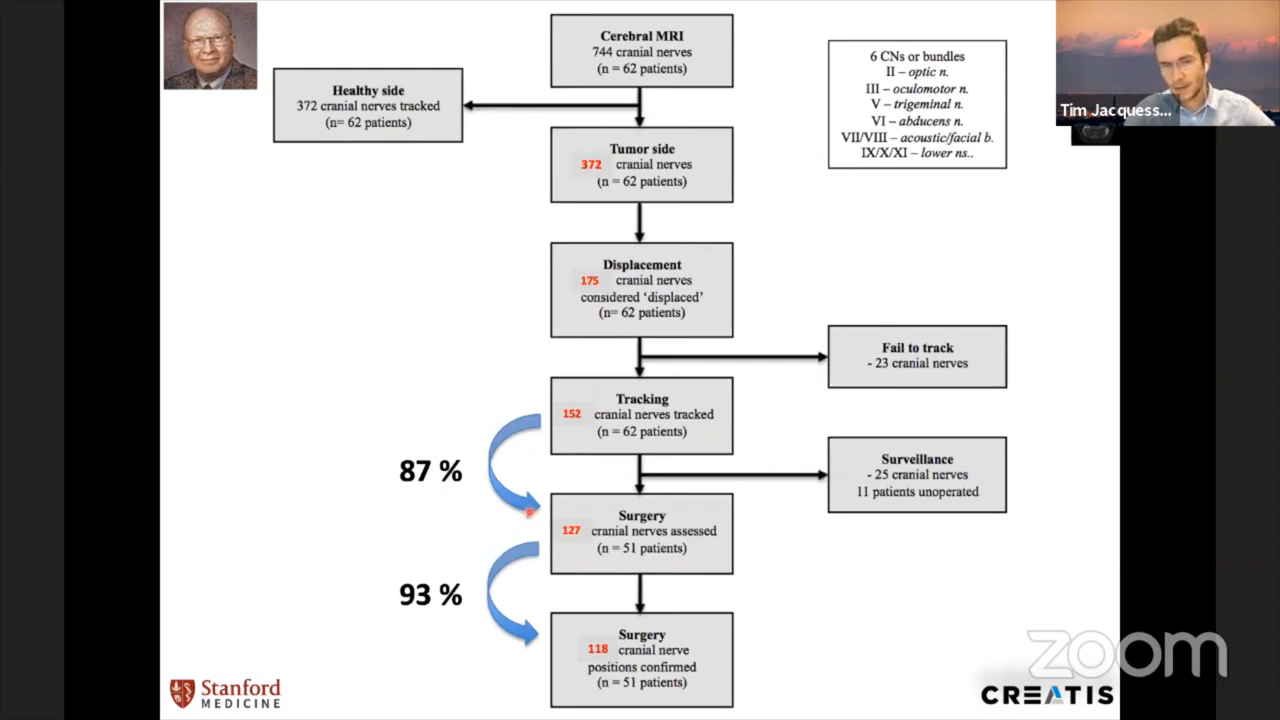 Cerebral MRI
744 cranial nerves
(n = 62 patients)
Healthy side
372 cranial nerves tracked
(n= 62 patients)
6 CNs or bundles
II – optic n.
III – oculomotor n.
V – trigeminal n.
VI – abducens n.
VII/VIII – acoustic/facial b.
IX/X/XI – lower ns..
Tim Jacquess...
Tumor side
372 cranial nerves
(n = 62 patients)
Displacement
175 cranial nerves
considered ‘displaced’
(n= 62 patients)
Fail to track
- 23 cranial nerves
Tracking
152 cranial nerves tracked
(n = 62 patients)
87 %
Surveillance
- 25 cranial nerves
11 patients unoperated
Surgery
127 cranial nerves assessed
(n = 51 patients)
93 %
Surgery
118 cranial nerve
positions confirmed
(n = 51 patients)
Stanford
MEDICINE
zoom
CREATIS